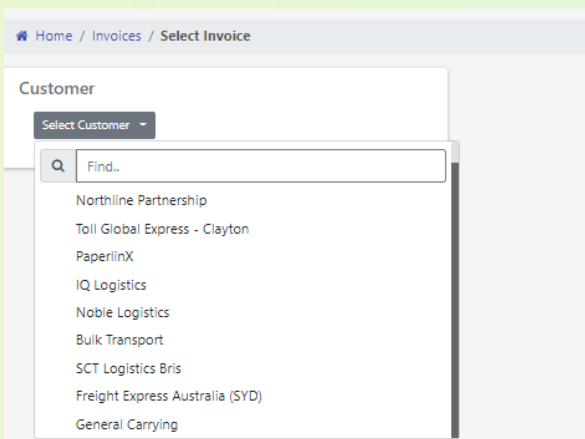 Home / Invoices / Select Invoice
Customer
Select Customer
Find..
Northline Partnership
Toll Global Express - Clayton
PaperlinX
IQ Logistics
Noble Logistics
Bulk Transport
SCT Logistics Bris
Freight Express Australia (SYD)
General Carrying